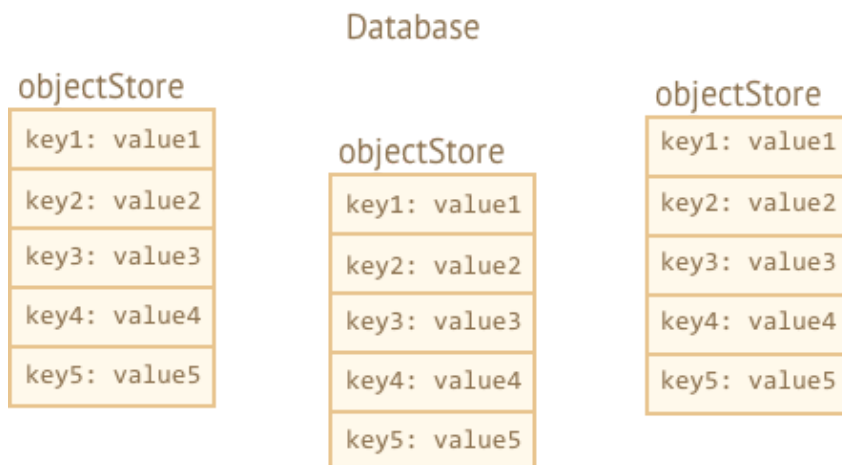 Database
objectStore
key1: value1
key2: value2
key3: value3
key4: value4
key5: value5
objectStore
key1: value1
key2: value2
key3: value3
key4: value4
key5: value5
objectStore
key1: value1
key2: value2
key3: value3
key4: value4
key5: value5